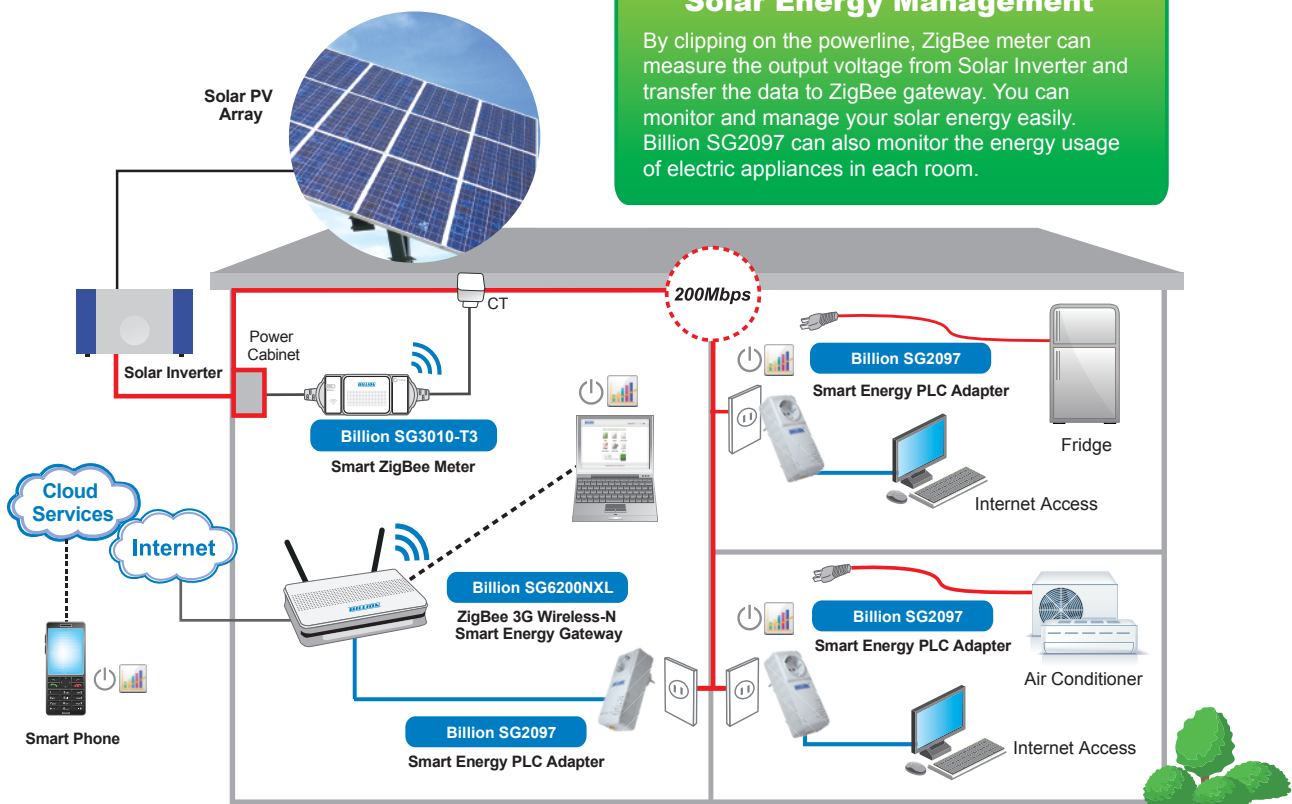 Solar Energy Management
By clipping on the powerline, ZigBee meter can
measure the output voltage from Solar Inverter and
transfer the data to ZigBee gateway. You can
monitor and manage your solar energy easily.
Billion SG2097 can also monitor the energy usage
of electric appliances in each room.
Solar PV
Array
200Mbps
CT
Power
Cabinet
Solar Inverter
BILLION
Billion SG3010-T3
Smart ZigBee Meter
Billion SG2097
Smart Energy PLC Adapter
Fridge
Internet Access
Cloud
Services
Internet
BILLION
Billion SG6200NXL
ZigBee 3G Wireless-N
Smart Energy Gateway
Billion SG2097
Smart Energy PLC Adapter
Air Conditioner
Internet Access
Smart Phone
Billion SG2097
Smart Energy PLC Adapter